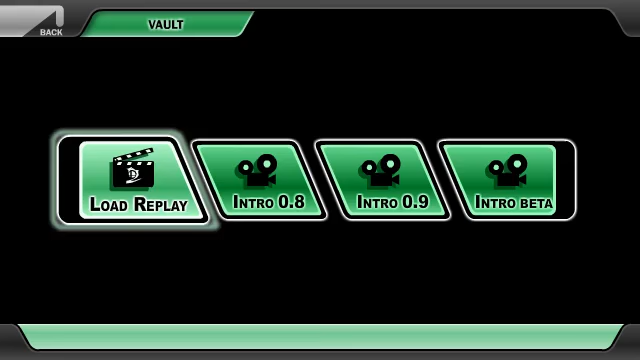 BACK
VAULT
LOAD REPLAY
INTRO 0.8
INTRO 0.9
INTRO BETA